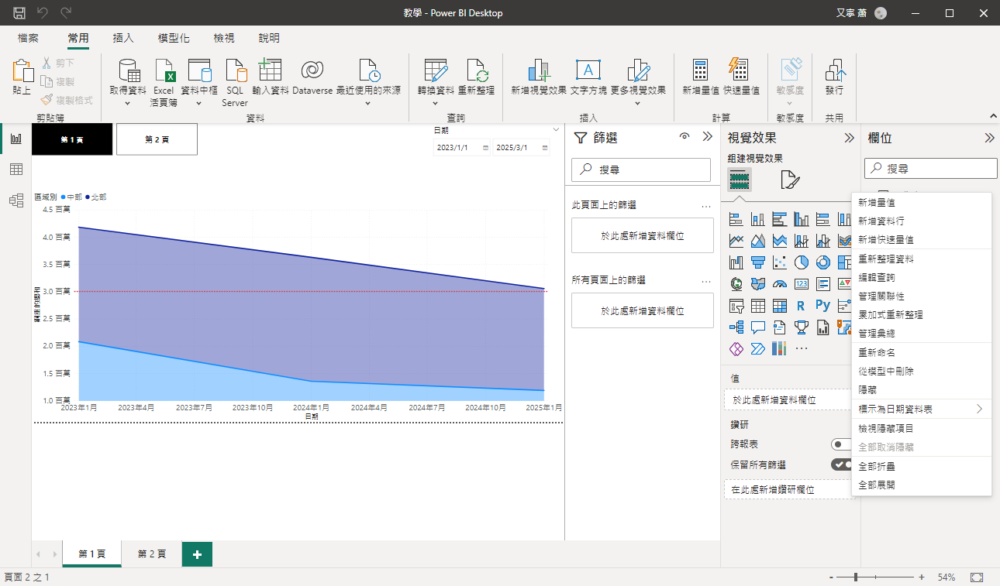 教學 - Power BI Desktop
又寧 蕭
檔案 常用 插入 模型化 檢視 說明
貼上
剪下
複製
複製格式
剪貼簿
取得資料
Excel
活頁簿
資料中樞
SQL
Server
輸入資料
Dataverse
最近使用的來源
資料
轉換資料
重新整理
查詢
新增視覺效果
文字方塊
更多視覺效果
插入
新增量值
快速量值
計算
敏感度
敏感度
發行
共用
第 1 頁
第 2 頁
日期
2023/1/1
2025/3/1
區域別 中部 北部
4.5 百萬
4.0 百萬
3.5 百萬
3.0 百萬
2.5 百萬
2.0 百萬
1.5 百萬
1.0 百萬
2023年1月 2023年4月 2023年7月 2023年10月 2024年1月 2024年4月 2024年7月 2024年10月 2025年1月
日期
篩選
搜尋
此頁面上的篩選
於此處新增資料欄位
所有頁面上的篩選
於此處新增資料欄位
視覺效果
組建視覺效果
123
R
Py
值
於此處新增資料欄位
鑽研
跨報表
保留所有篩選
在此處新增鑽研欄位
欄位
搜尋
新增量值
新增資料行
新增快速量值
重新整理資料
編輯查詢
管理關聯性
累加式重新整理
管理彙總
重新命名
從模型中刪除
隱藏
標示為日期資料表
檢視隱藏項目
全部取消隱藏
全部折疊
全部展開
第 1 頁
第 2 頁
頁面 2 之 1
54%